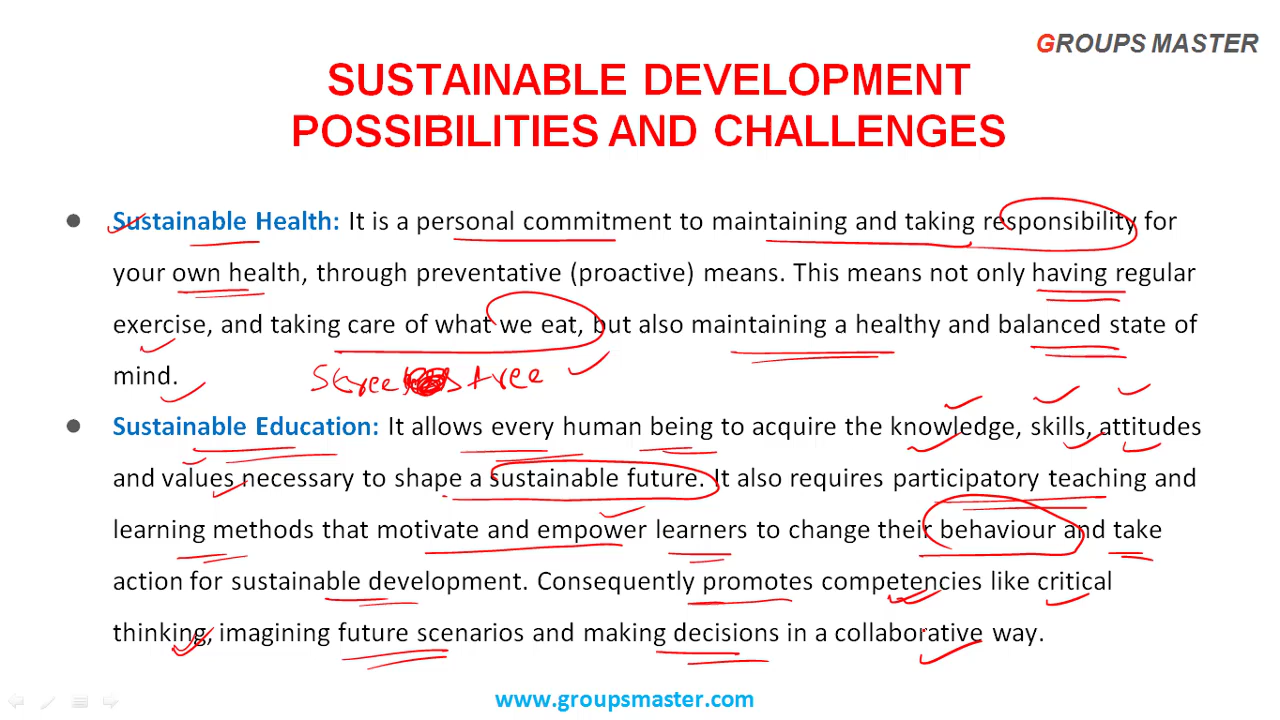 GROUPS MASTER
SUSTAINABLE DEVELOPMENT
POSSIBILITIES AND CHALLENGES
● Sustainable Health: It is a personal commitment to maintaining and taking responsibility for
your own health, through preventative (proactive) means. This means not only having regular
exercise, and taking care of what we eat, but also maintaining a healthy and balanced state of
mind.
free
● Sustainable Education: It allows every human being to acquire the knowledge, skills, attitudes
and values necessary to shape a sustainable future. It also requires participatory teaching and
learning methods that motivate and empower learners to change their behaviour and take
action for sustainable development. Consequently promotes competencies like critical
thinking, imagining future scenarios and making decisions in a collaborative way.
www.groupsmaster.com